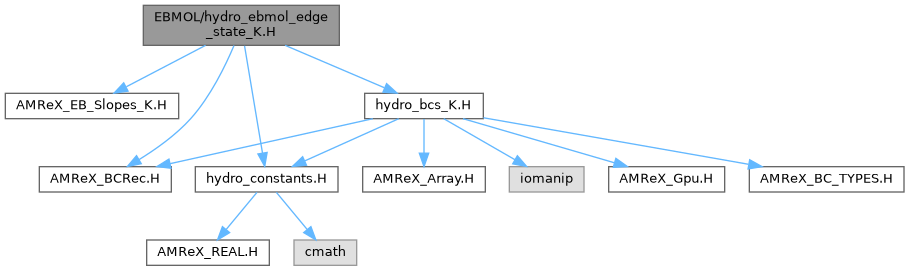 EBMOL/hydro_ebmol_edge
_state_K.H
AMReX_EB_Slopes_K.H
hydro_bcs_K.H
AMReX_BCRec.H
hydro_constants.H
AMReX_Array.H
iomanip
AMReX_Gpu.H
AMReX_BC_TYPES.H
AMReX_REAL.H
cmath